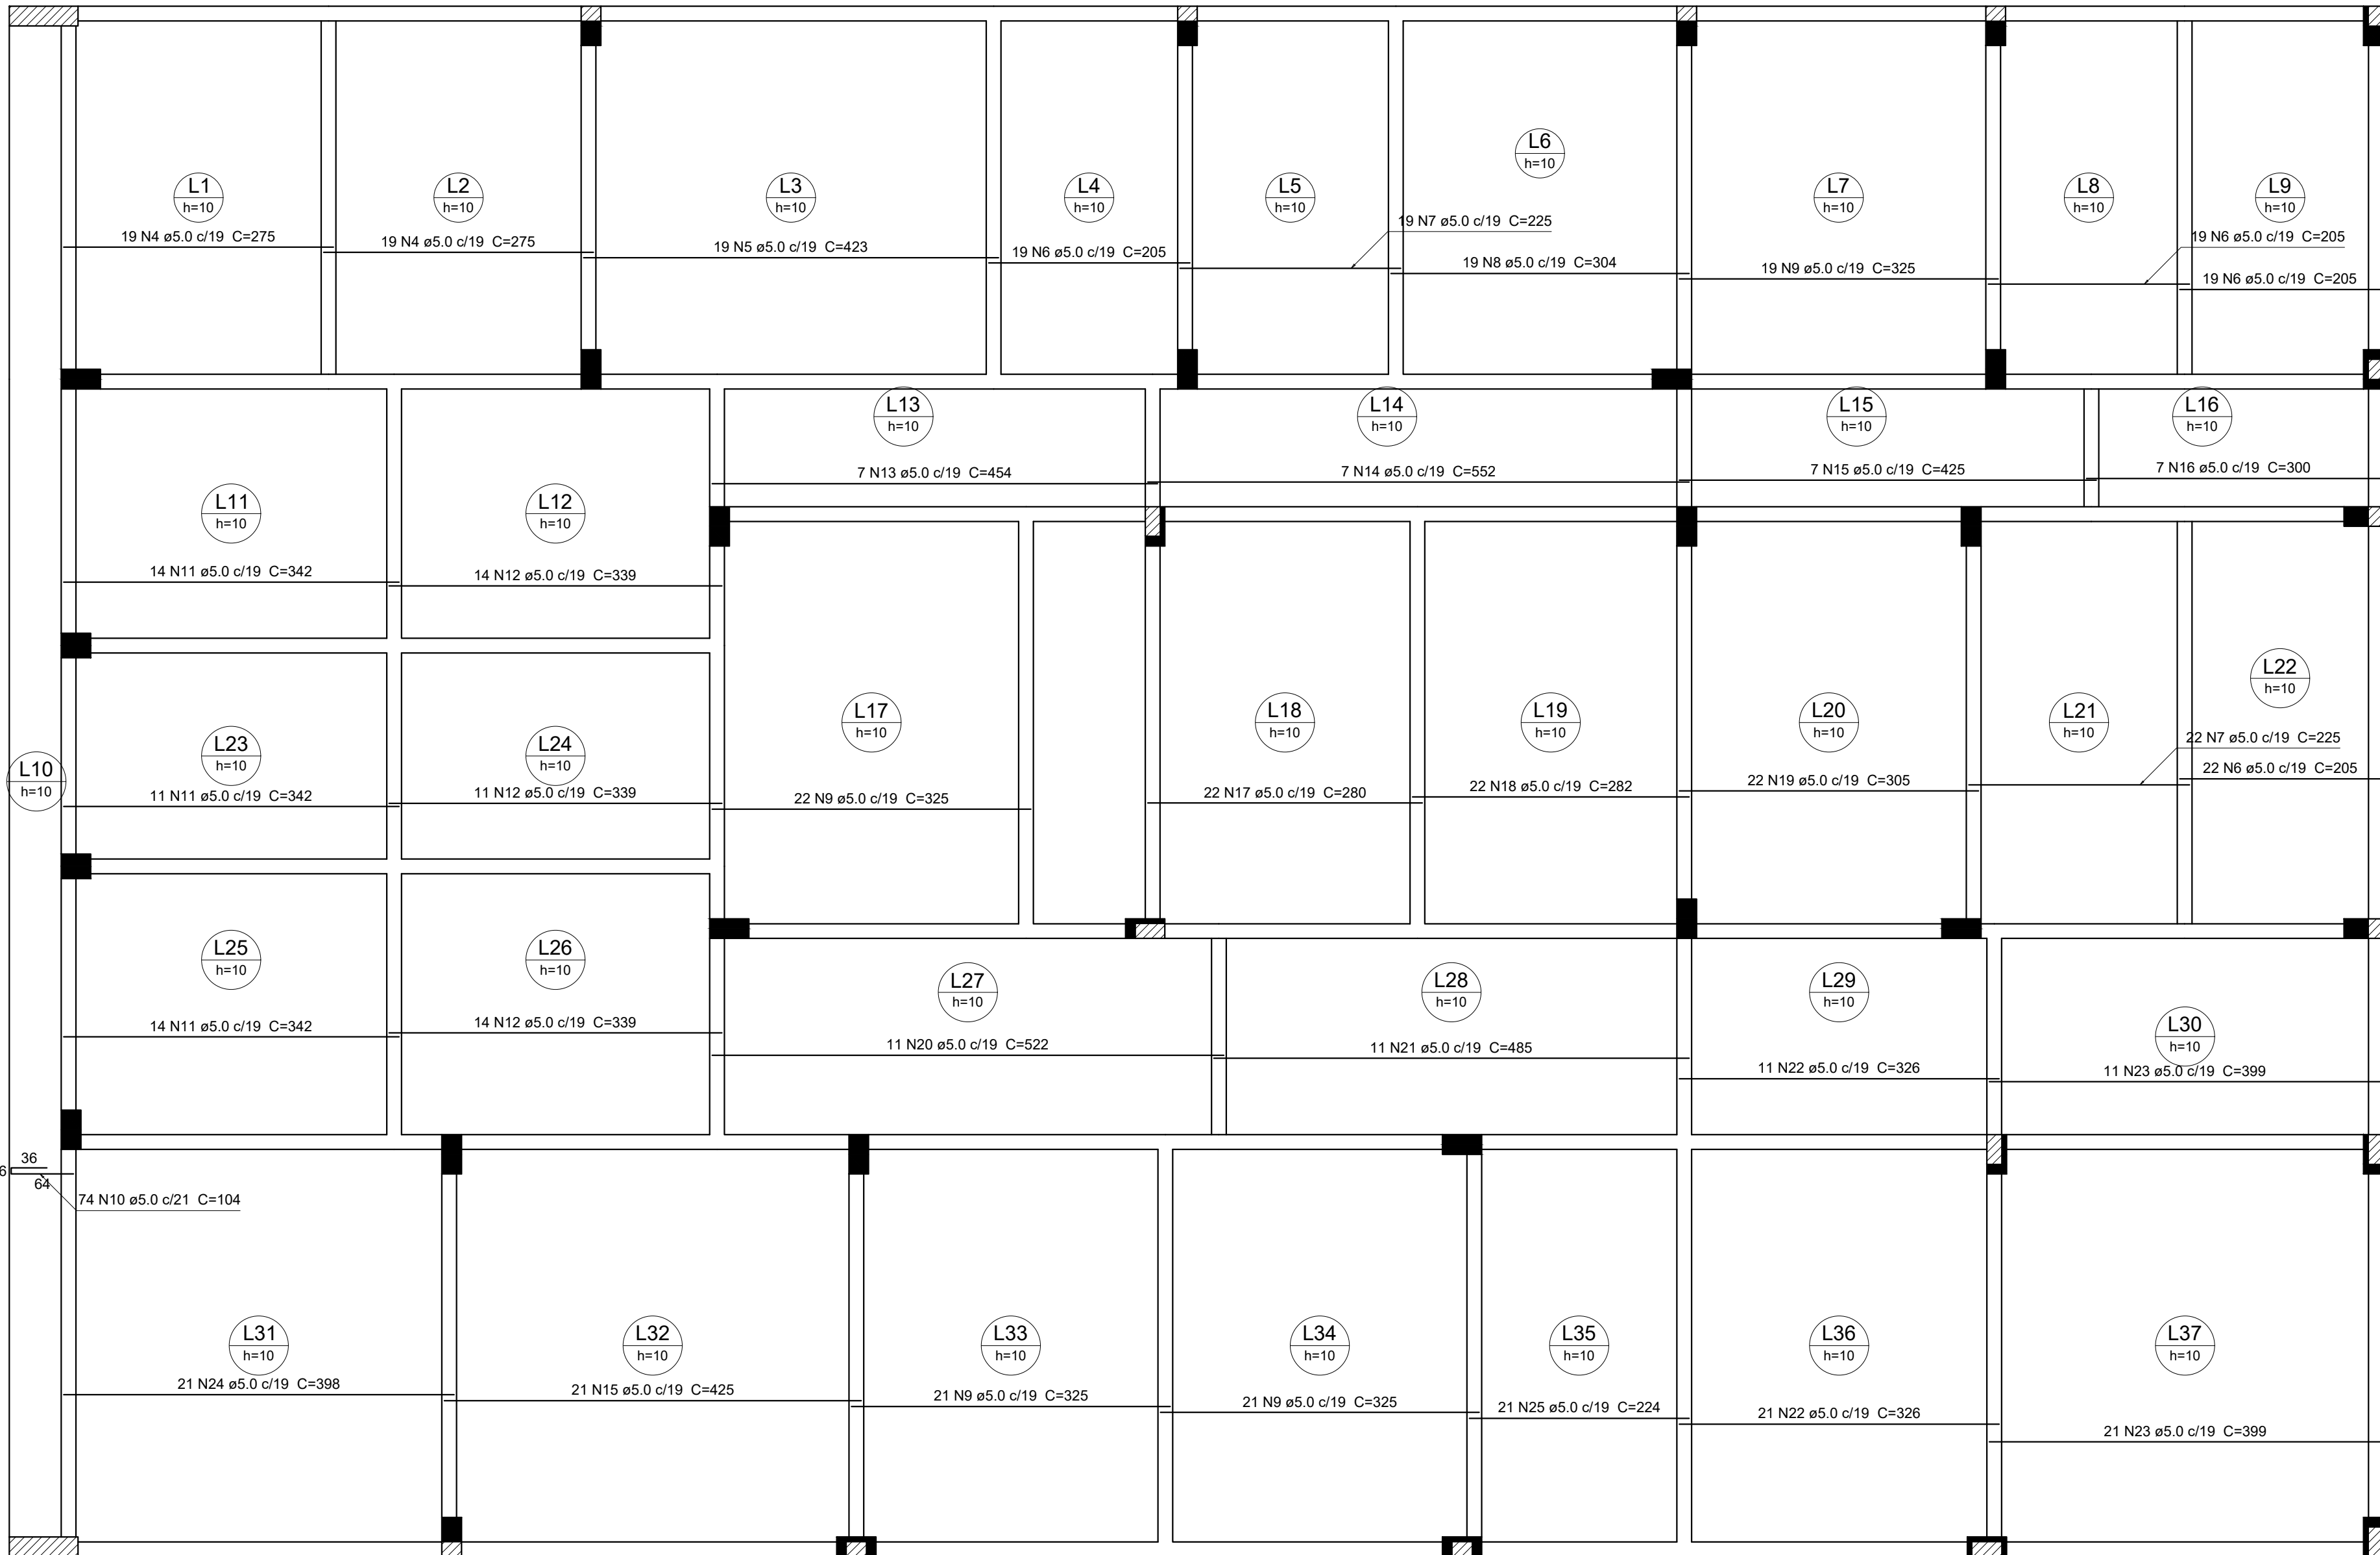 L6
h=10
L1
h=10
L2
h=10
L3
h=10
L4
h=10
L5
h=10
L7
h=10
L8
h=10
L9
h=10
19 N7 ø5.0 c/19 C=225
19 N4 ø5.0 c/19 C=275
19 N4 ø5.0 c/19 C=275
19 N5 ø5.0 c/19 C=423
19 N6 ø5.0 c/19 C=205
19 N8 ø5.0 c/19 C=304
19 N9 ø5.0 c/19 C=325
19 N6 ø5.0 c/19 C=205
19 N6 ø5.0 c/19 C=205
L13
h=10
L14
h=10
L15
h=10
L16
h=10
7 N13 ø5.0 c/19 C=454
7 N14 ø5.0 c/19 C=552
7 N15 ø5.0 c/19 C=425
7 N16 ø5.0 c/19 C=300
L11
h=10
L12
h=10
14 N11 ø5.0 c/19 C=342
14 N12 ø5.0 c/19 C=339
L22
h=10
L17
h=10
L18
h=10
L19
h=10
L20
h=10
L21
h=10
L23
h=10
L24
h=10
L10
h=10
22 N7 ø5.0 c/19 C=225
22 N6 ø5.0 c/19 C=205
11 N11 ø5.0 c/19 C=342
11 N12 ø5.0 c/19 C=339
22 N9 ø5.0 c/19 C=325
22 N17 ø5.0 c/19 C=280
22 N18 ø5.0 c/19 C=282
22 N19 ø5.0 c/19 C=305
L25
h=10
L26
h=10
L27
h=10
L28
h=10
L29
h=10
L30
h=10
14 N11 ø5.0 c/19 C=342
14 N12 ø5.0 c/19 C=339
11 N20 ø5.0 c/19 C=522
11 N21 ø5.0 c/19 C=485
11 N22 ø5.0 c/19 C=326
11 N23 ø5.0 c/19 C=399
36
6
64
74 N10 ø5.0 c/21 C=104
L31
h=10
L32
h=10
L33
h=10
L34
h=10
L35
h=10
L36
h=10
L37
h=10
21 N24 ø5.0 c/19 C=398
21 N15 ø5.0 c/19 C=425
21 N9 ø5.0 c/19 C=325
21 N9 ø5.0 c/19 C=325
21 N25 ø5.0 c/19 C=224
21 N22 ø5.0 c/19 C=326
21 N23 ø5.0 c/19 C=399